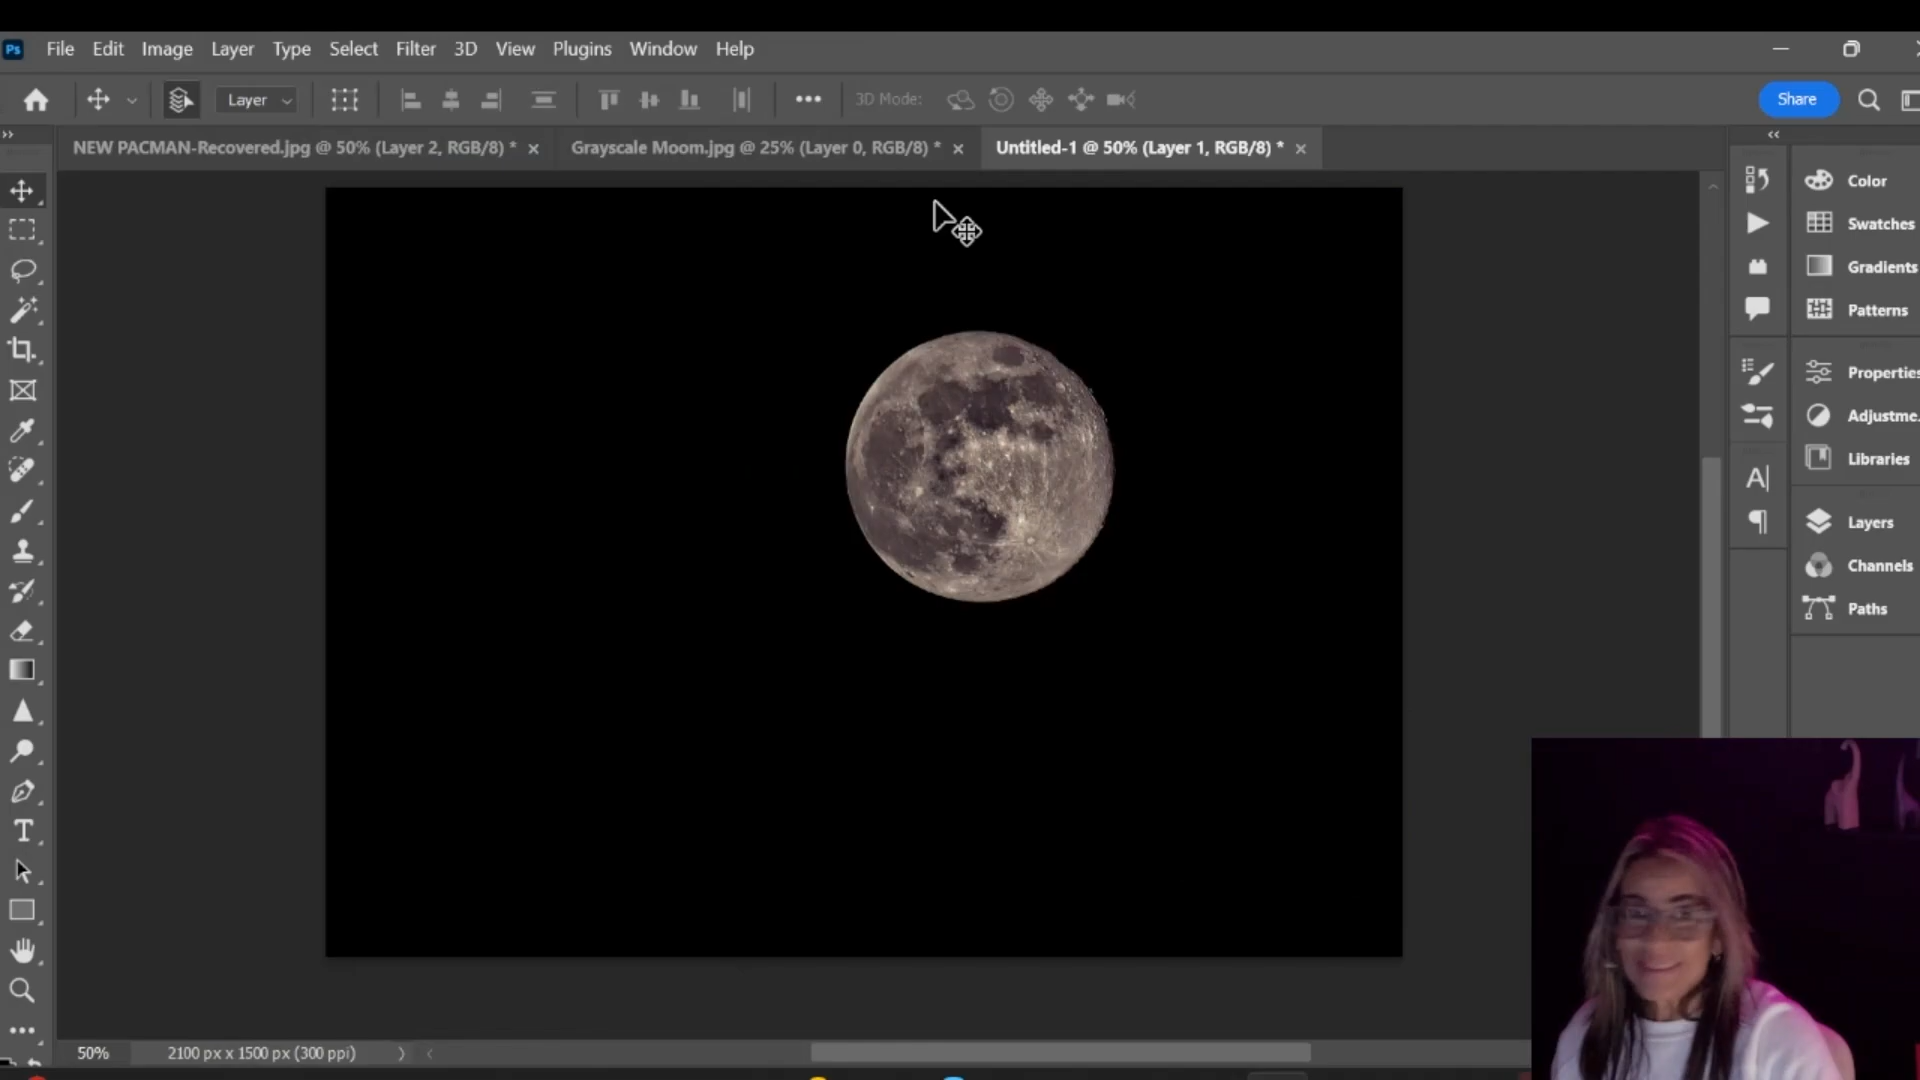 Ps File Edit Image Layer Type Select Filter 3D View Plugins Window Help
Layer 3D Mode: Share
NEW PACMAN-Recovered.jpg @ 50% (Layer 2, RGB/8) * Grayscale Moom.jpg @ 25% (Layer 0, RGB/8) * Untitled-1 @ 50% (Layer 1, RGB/8) *
Color
Swatches
Gradients
Patterns
Properties
Adjustme.
Libraries
Layers
Channels
Paths
50% 2100 px x 1500 px (300 ppi)